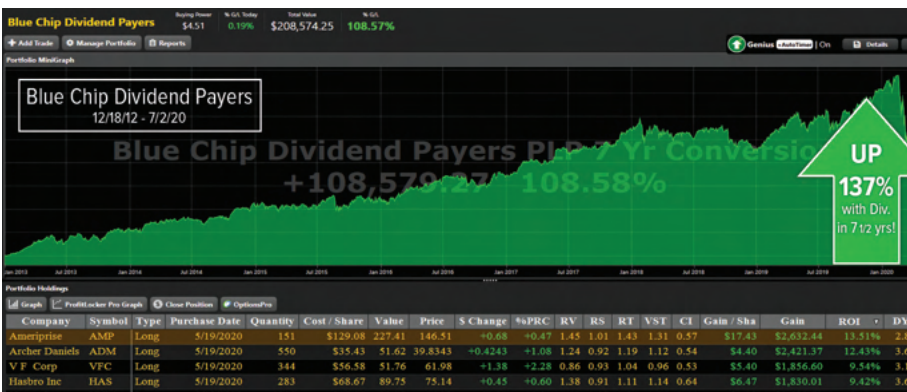 Blue Chip Dividend Payers
Buying Power % G/L Today Total Value % G/L
$4.51 0.19% $208,574.25 108.57%
Add Trade Manage Portfolio Reports
Genius AutoTimer | On Details
Portfolio MiniGraph
Blue Chip Dividend Payers
12/18/12 - 7/2/20
Blue Chip Dividend Payers PLP 7 Yr Conversio
+108,579.27 108.58%
UP
137%
with Div.
in 7 1/2 yrs!
Jan 2013 Jul 2013 Jan 2014 Jul 2014 Jan 2015 Jul 2015 Jan 2016 Jul 2016 Jan 2017 Jul 2017 Jan 2018 Jul 2018 Jan 2019 Jul 2019 Jan 2020
Portfolio Holdings
Graph ProfitLocker Pro Graph Close Position OptionsPro
Company Symbol Type Purchase Date Quantity Cost / Share Value Price $ Change %PRC RV RS RT VST CI Gain / Sha Gain ROI DY
Ameriprise AMP Long 5/19/2020 151 $129.08 227.41 146.51 +0.68 +0.47 1.45 1.01 1.43 1.31 0.57 $17.43 $2,632.44 13.51% 2.8
Archer Daniels ADM Long 5/19/2020 550 $35.43 51.62 39.8343 +0.4243 +1.08 1.24 0.92 1.19 1.12 0.54 $4.40 $2,421.37 12.43% 3.6
V F Corp VFC Long 5/19/2020 344 $56.58 51.76 61.98 +1.38 +2.28 0.86 0.93 1.04 0.96 0.53 $5.40 $1,856.60 9.54% 3.1
Hasbro Inc HAS Long 5/19/2020 283 $68.67 89.75 75.14 +0.45 +0.60 1.38 0.91 1.11 1.14 0.64 $6.47 $1,830.01 9.42% 3.6